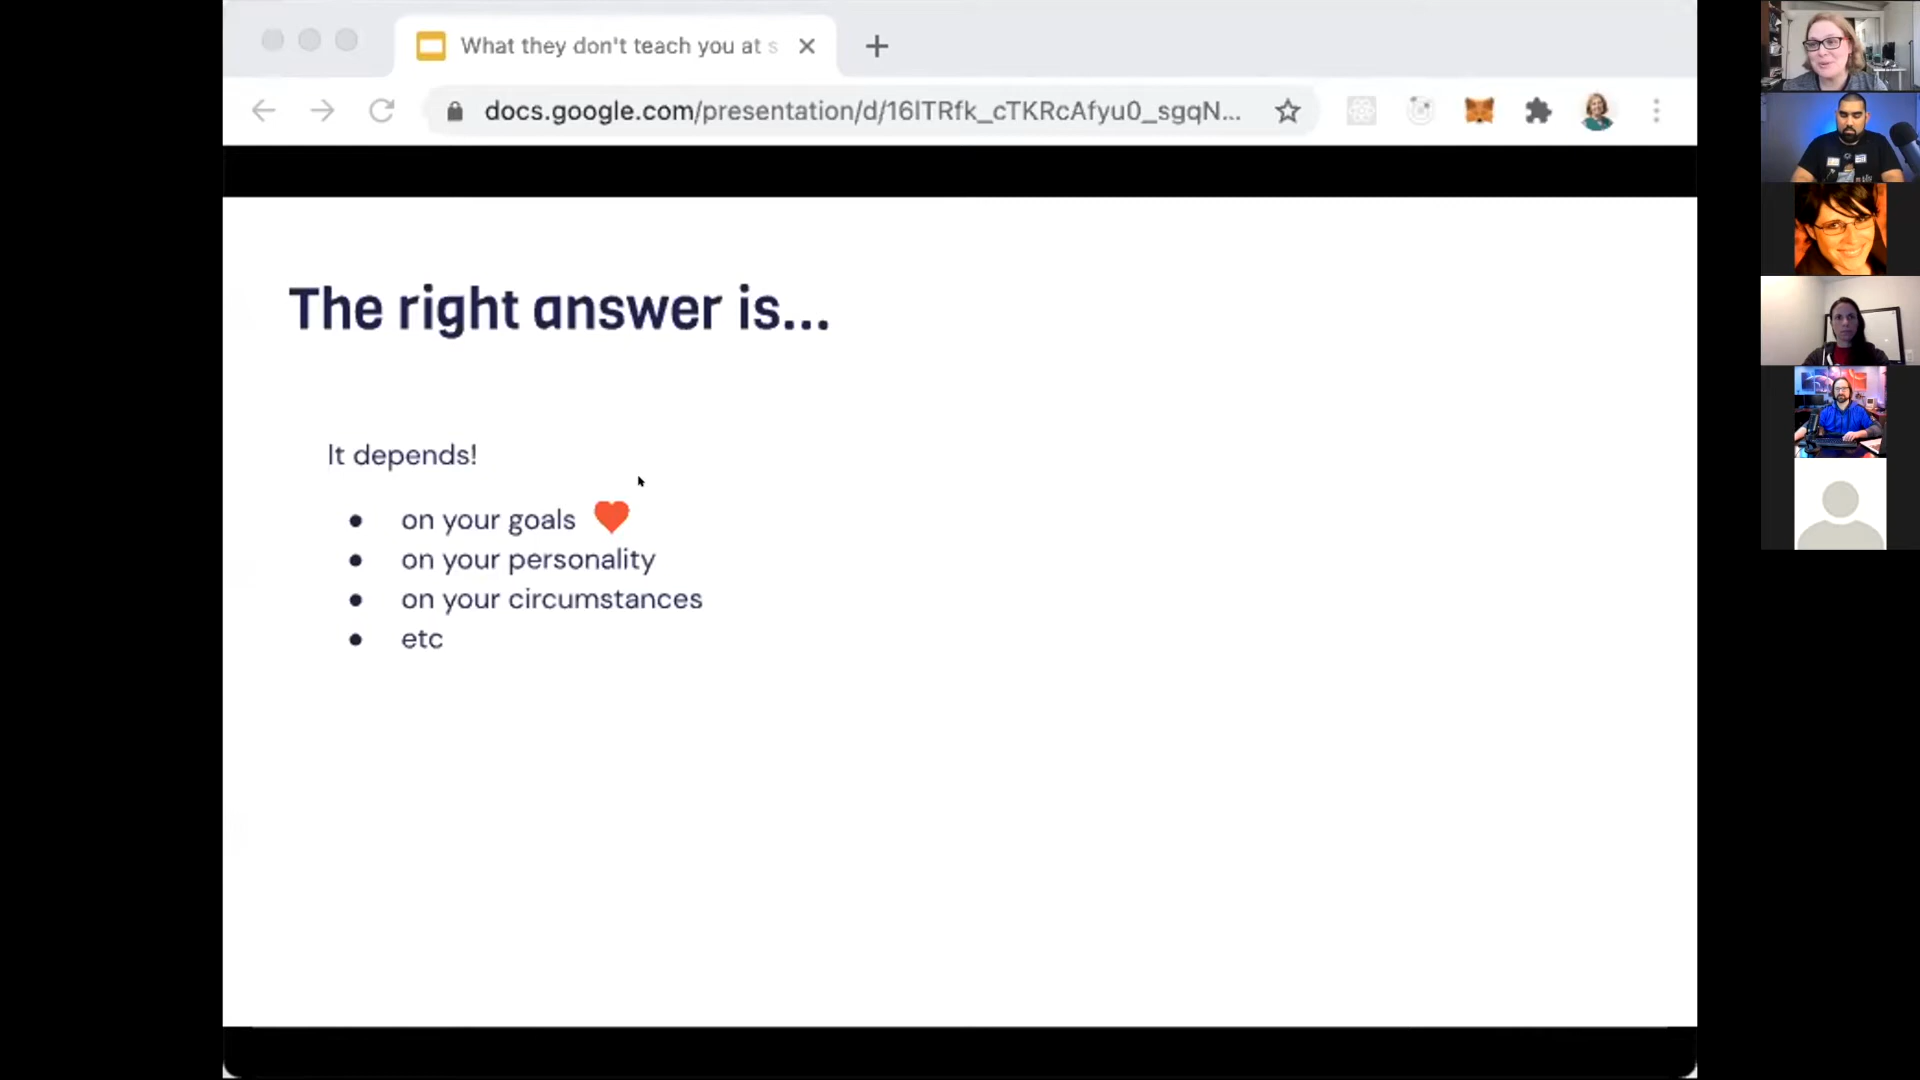 What they don't teach you at s
docs.google.com/presentation/d/16lTRfk_cTKRcAfyu0_sgqN...
The right answer is...
It depends!
● on your goals ❤
● on your personality
● on your circumstances
● etc